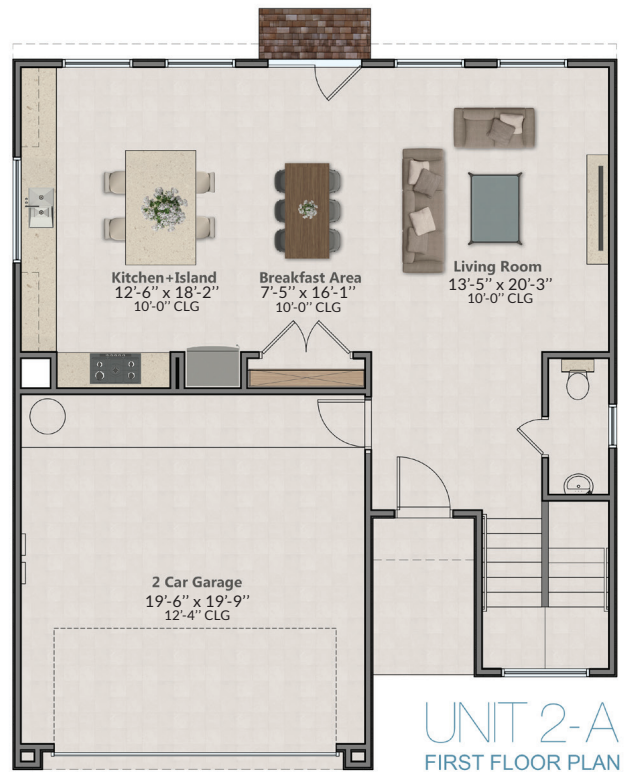 Kitchen+Island
12'-6'' x 18'-2''
10'-0'' CLG
Breakfast Area
7'-5'' x 16'-1''
10'-0'' CLG
Living Room
13'-5'' x 20'-3''
10'-0'' CLG
2 Car Garage
19'-6'' x 19'-9''
12'-4'' CLG
UNIT 2-A
FIRST FLOOR PLAN